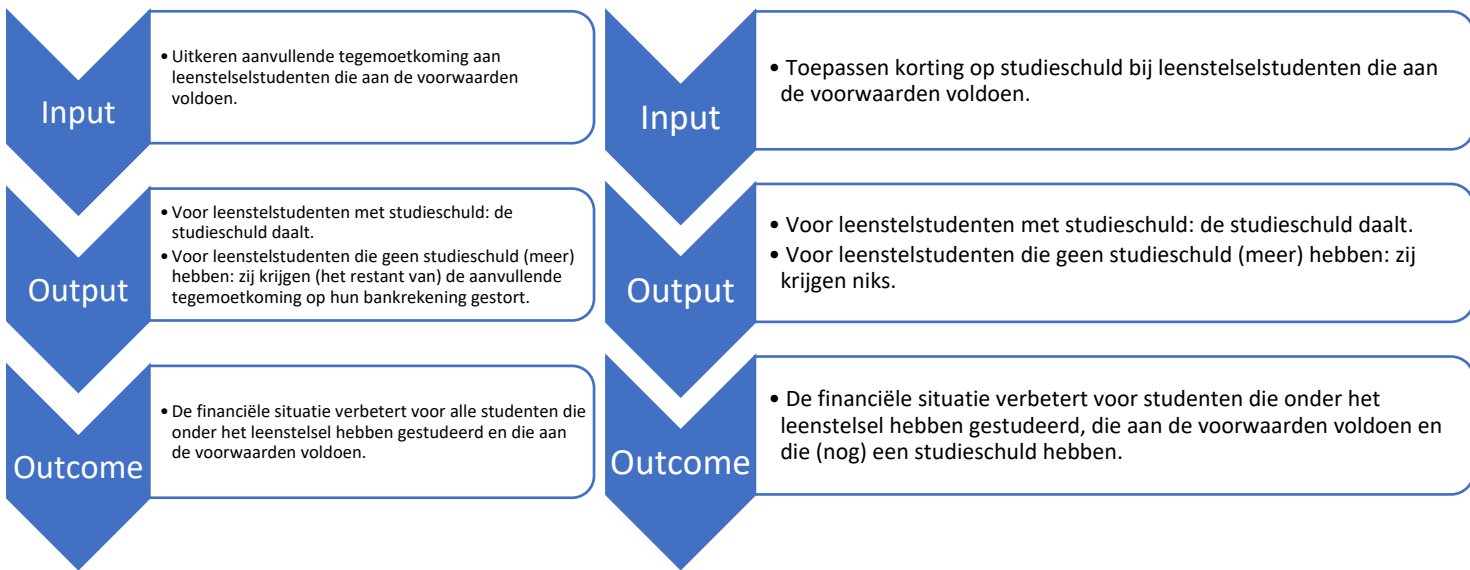 Input
• Uitkeren aanvullende tegemoetkoming aan
leenstelselstudenten die aan de voorwaarden
voldoen.
Output
• Voor leenstelstudenten met studieschuld: de
studieschuld daalt.
• Voor leenstelstudenten die geen studieschuld (meer)
hebben: zij krijgen (het restant van) de aanvullende
tegemoetkoming op hun bankrekening gestort.
Outcome
• De financiële situatie verbetert voor alle studenten die
onder het leenstelsel hebben gestudeerd en die aan
de voorwaarden voldoen.
Input
• Toepassen korting op studieschuld bij leenstelselstudenten die aan
de voorwaarden voldoen.
Output
• Voor leenstelstudenten met studieschuld: de studieschuld daalt.
• Voor leenstelstudenten die geen studieschuld (meer) hebben: zij
krijgen niks.
Outcome
• De financiële situatie verbetert voor studenten die onder het
leenstelsel hebben gestudeerd, die aan de voorwaarden voldoen en
die (nog) een studieschuld hebben.